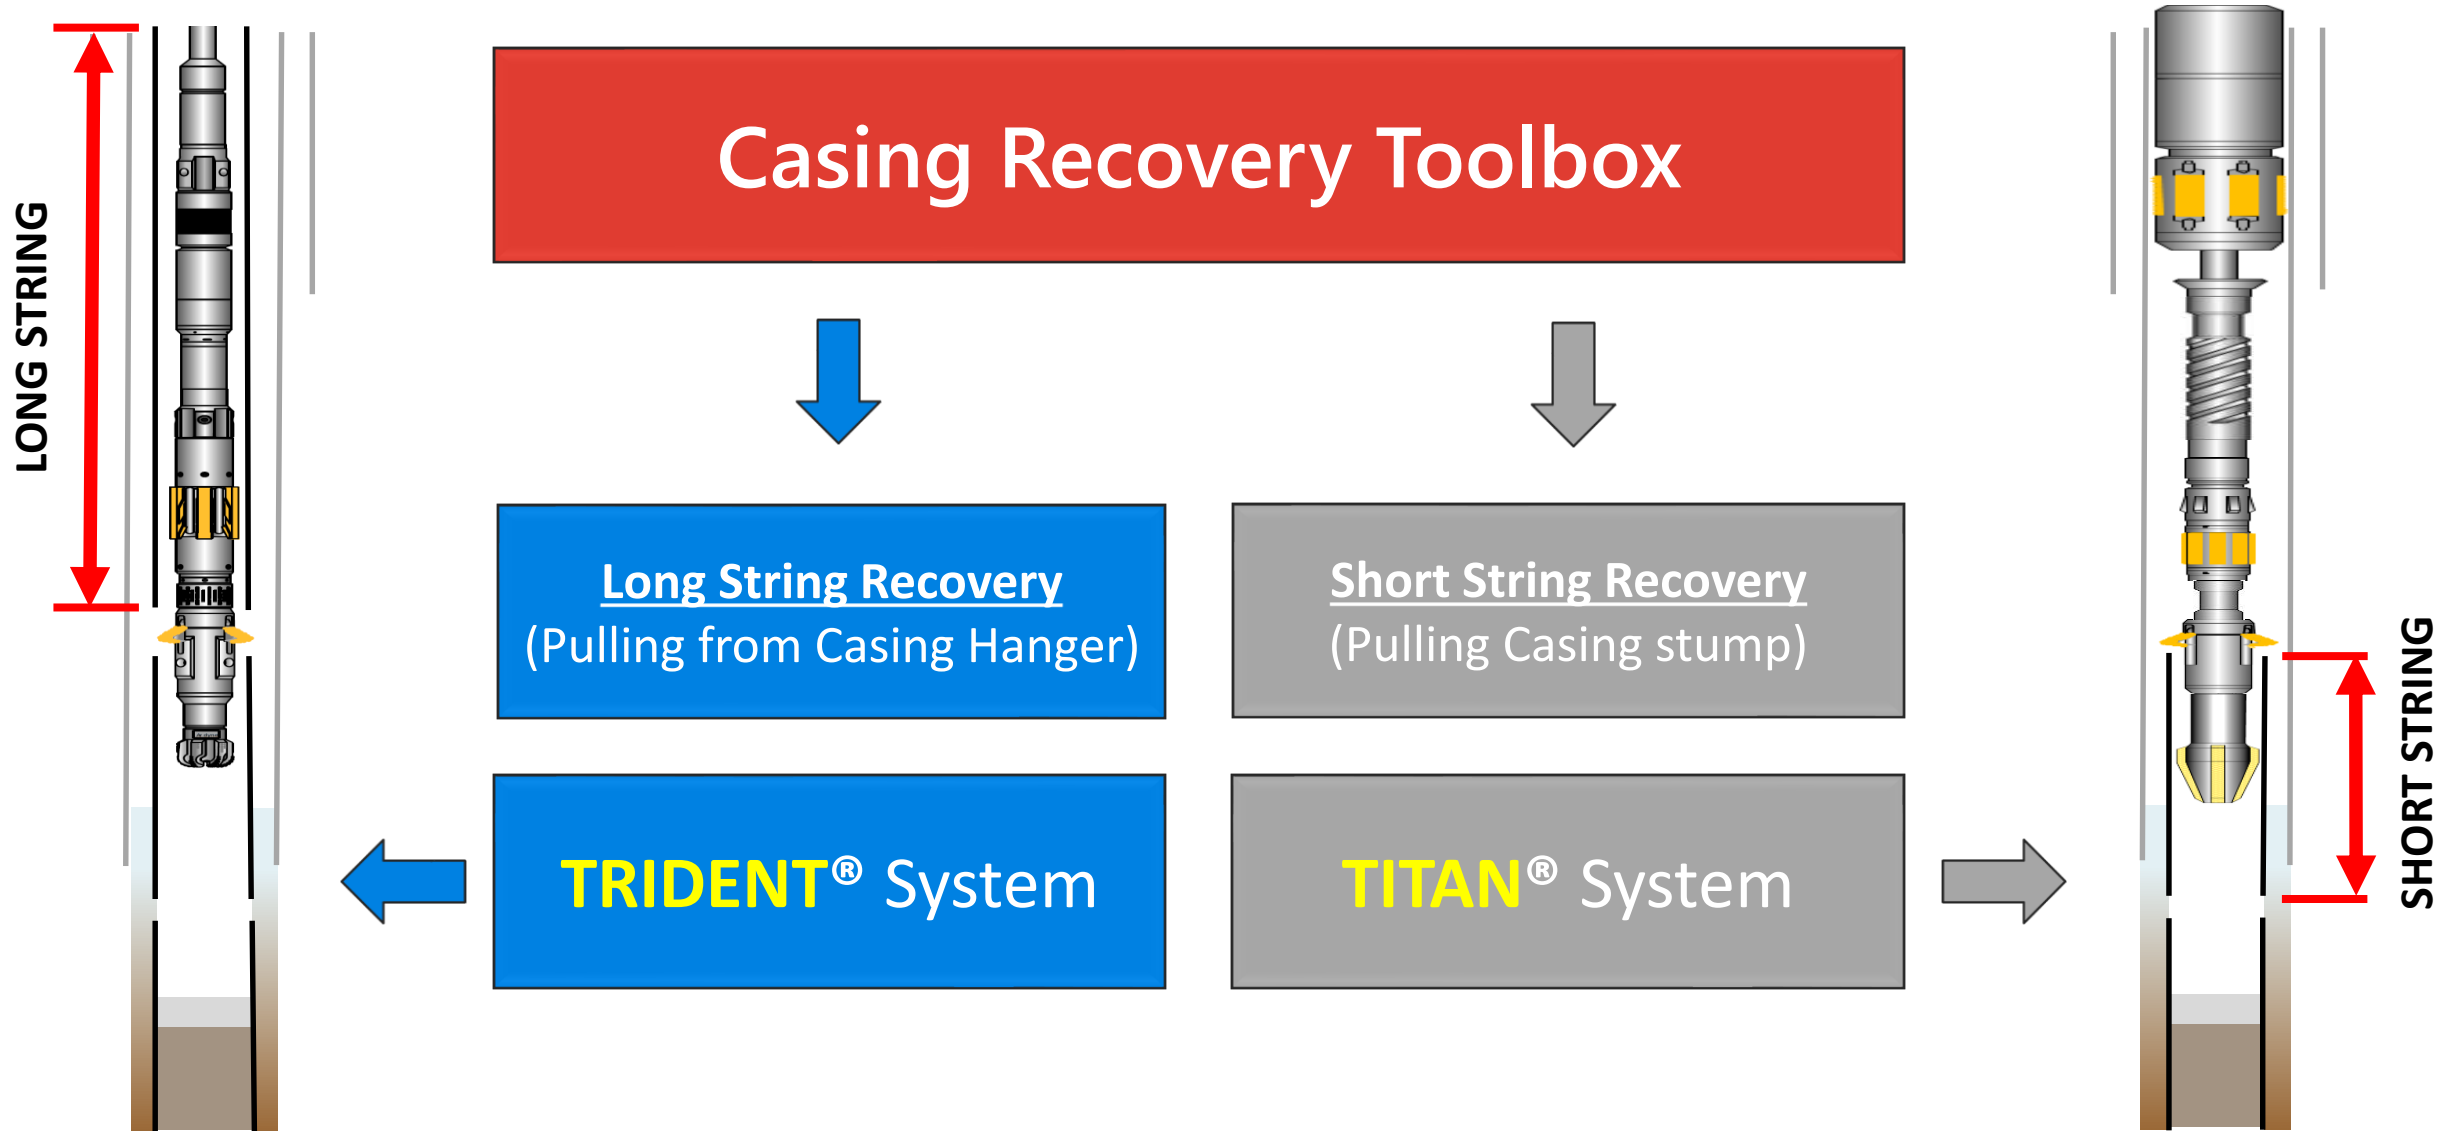 Casing Recovery Toolbox
LONG STRING
Long String Recovery
(Pulling from Casing Hanger)
Short String Recovery
(Pulling Casing stump)
TRIDENT® System
TITAN® System
SHORT STRING